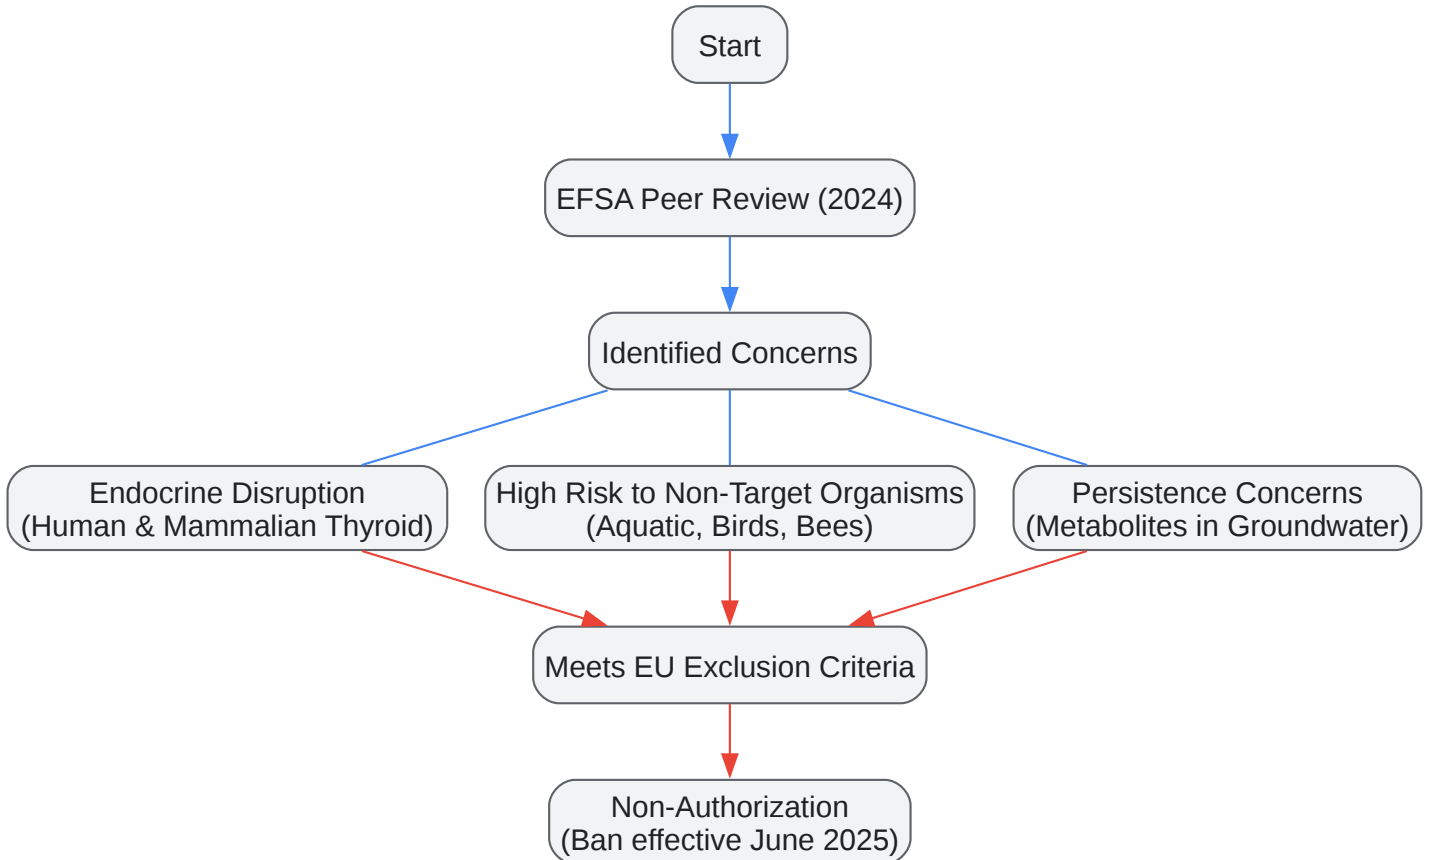 Start
EFSA Peer Review (2024)
Identified Concerns
Endocrine Disruption
(Human & Mammalian Thyroid)
High Risk to Non-Target Organisms
(Aquatic, Birds, Bees)
Persistence Concerns
(Metabolites in Groundwater)
Meets EU Exclusion Criteria
Non-Authorization
(Ban effective June 2025)